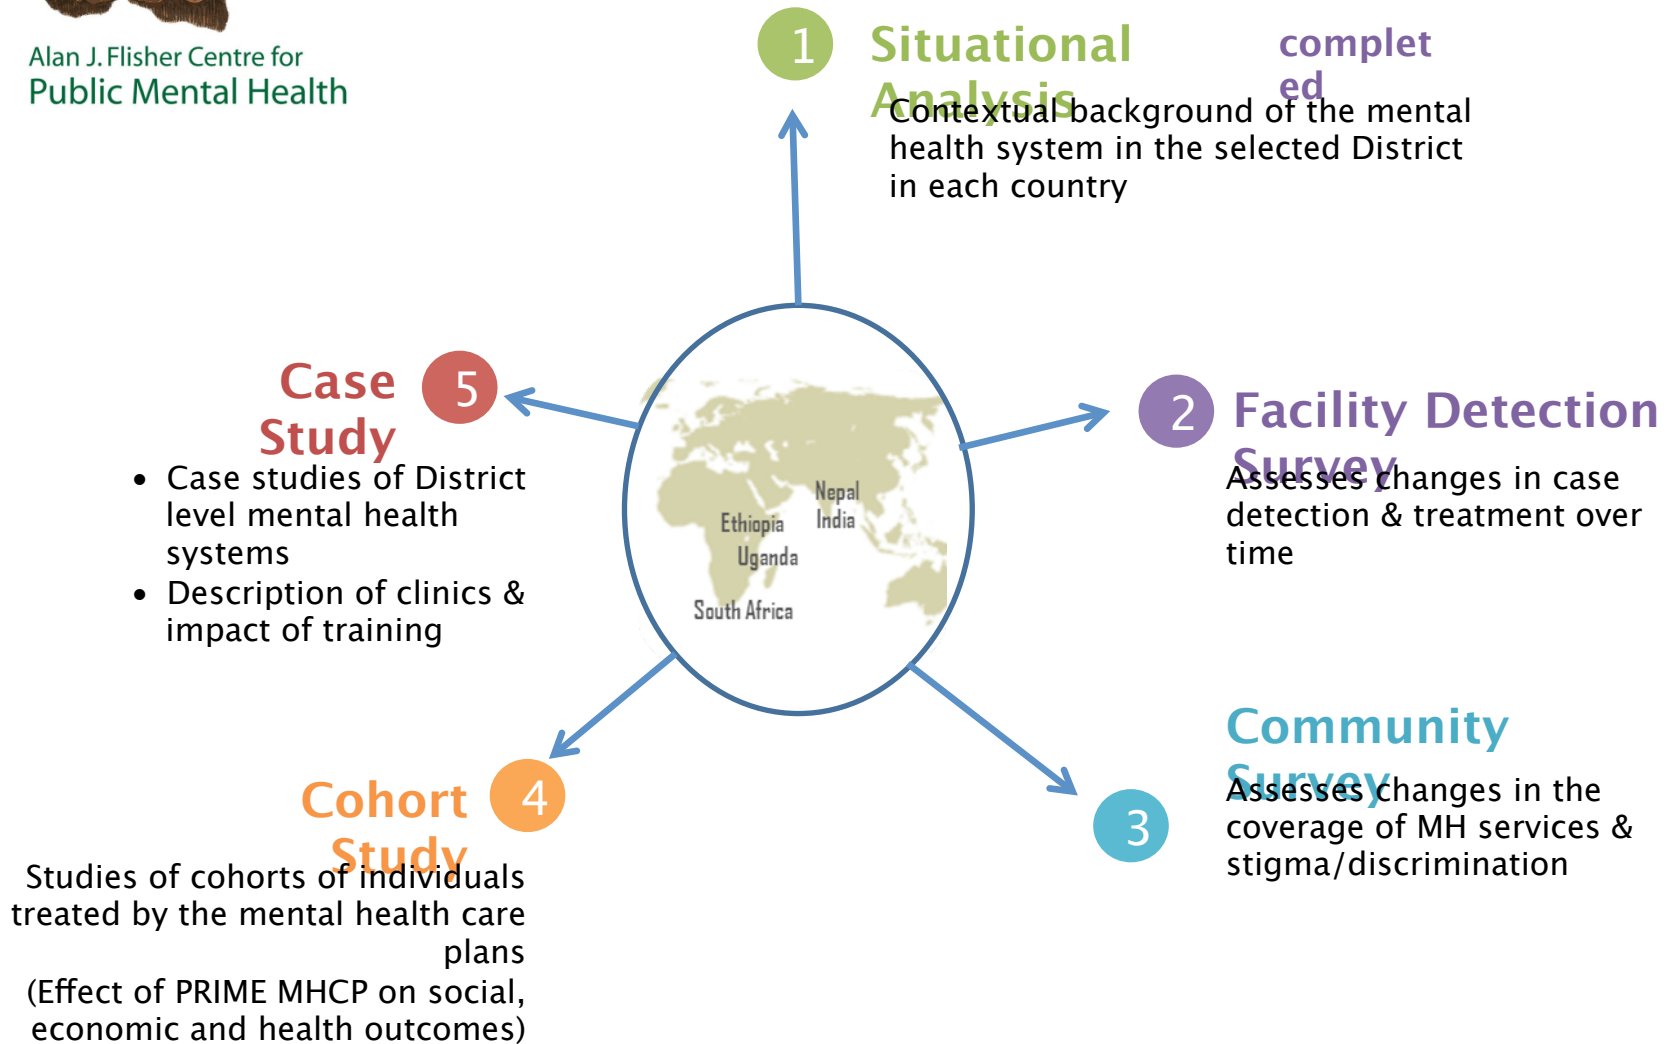 Alan J. Flisher Centre for
Public Mental Health
1
Situational
Analysis
complet
ed
Contextual background of the mental
health system in the selected District
in each country
5
Case
Study
• Case studies of District
level mental health
systems
• Description of clinics &
impact of training
2
Facility Detection
Survey
Assesses changes in case
detection & treatment over
time
Nepal
India
Ethiopia
Uganda
South Africa
4
Cohort
Study
Studies of cohorts of individuals
treated by the mental health care
plans
(Effect of PRIME MHCP on social,
economic and health outcomes)
3
Community
Survey
Assesses changes in the
coverage of MH services &
stigma/discrimination